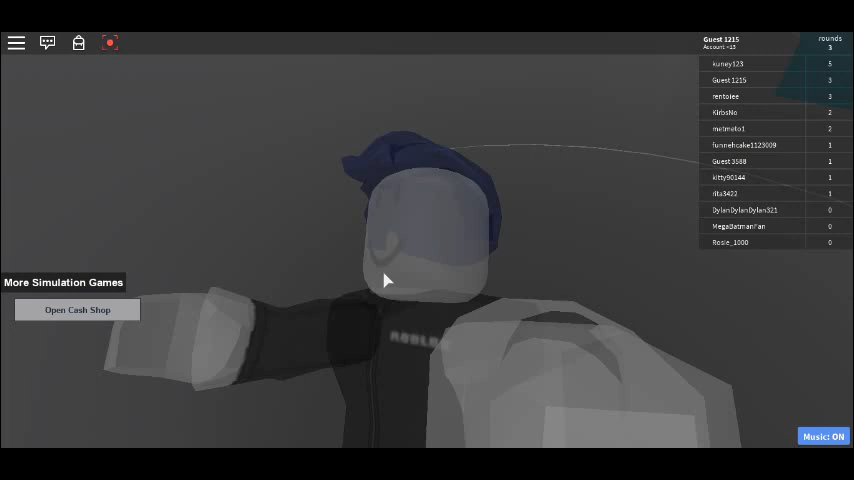 Guest 1215
Account <13
rounds
3
kuney123 5
Guest 1215 3
rentoiee 3
KirbsNo 2
metmeto1 2
funnehcake1123009 1
Guest 3588 1
kitty90144 1
rita3422 1
DylanDylanDylan321 0
MegaBatmanFan 0
Rosie_1000 0
ROBLOX
More Simulation Games
Open Cash Shop
Music: ON